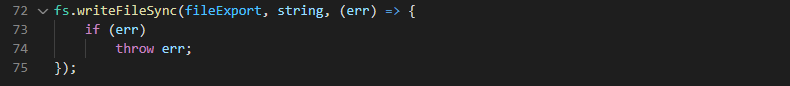 72 fs.writeFileSync(fileExport, string, (err) => {
73     if (err)
74         throw err;
75 });